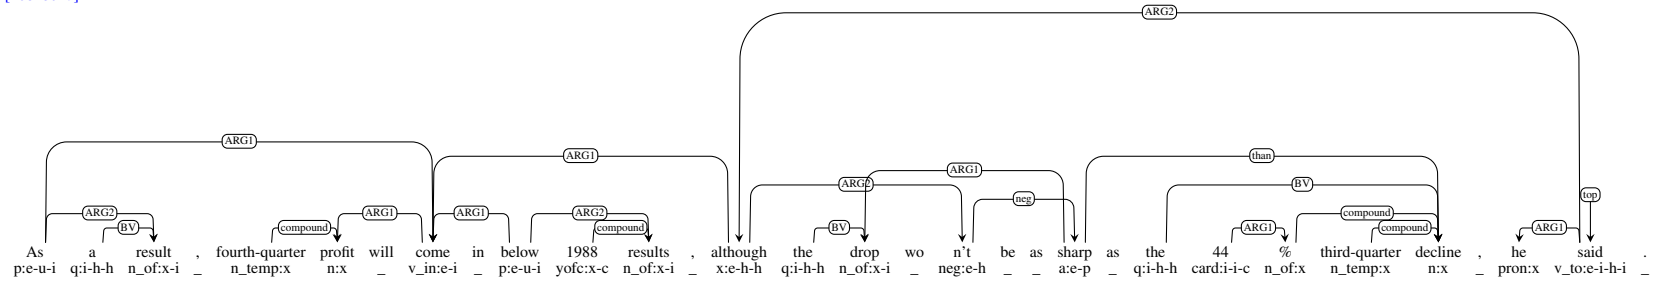 ARG2
ARG1
ARG1
than
ARG1
ARG2
BV
neg
top
ARG2
ARG1
ARG1
ARG2
compound
BV
compound
compound
BV
ARG1
compound
ARG1
As a result , fourth-quarter profit will come in below 1988 results , although the drop wo n't be as sharp as the 44 % third-quarter decline , he said .
p:e-u-i q:i-h-h n_of:x-i _ n_temp:x n:x _ v_in:e-i _ p:e-u-i yofc:x-c n_of:x-i _ x:e-h-h q:i-h-h n_of:x-i _ neg:e-h _ _ a:e-p _ q:i-h-h card:i-i-c n_of:x n_temp:x n:x _ pron:x v_to:e-i-h-i _